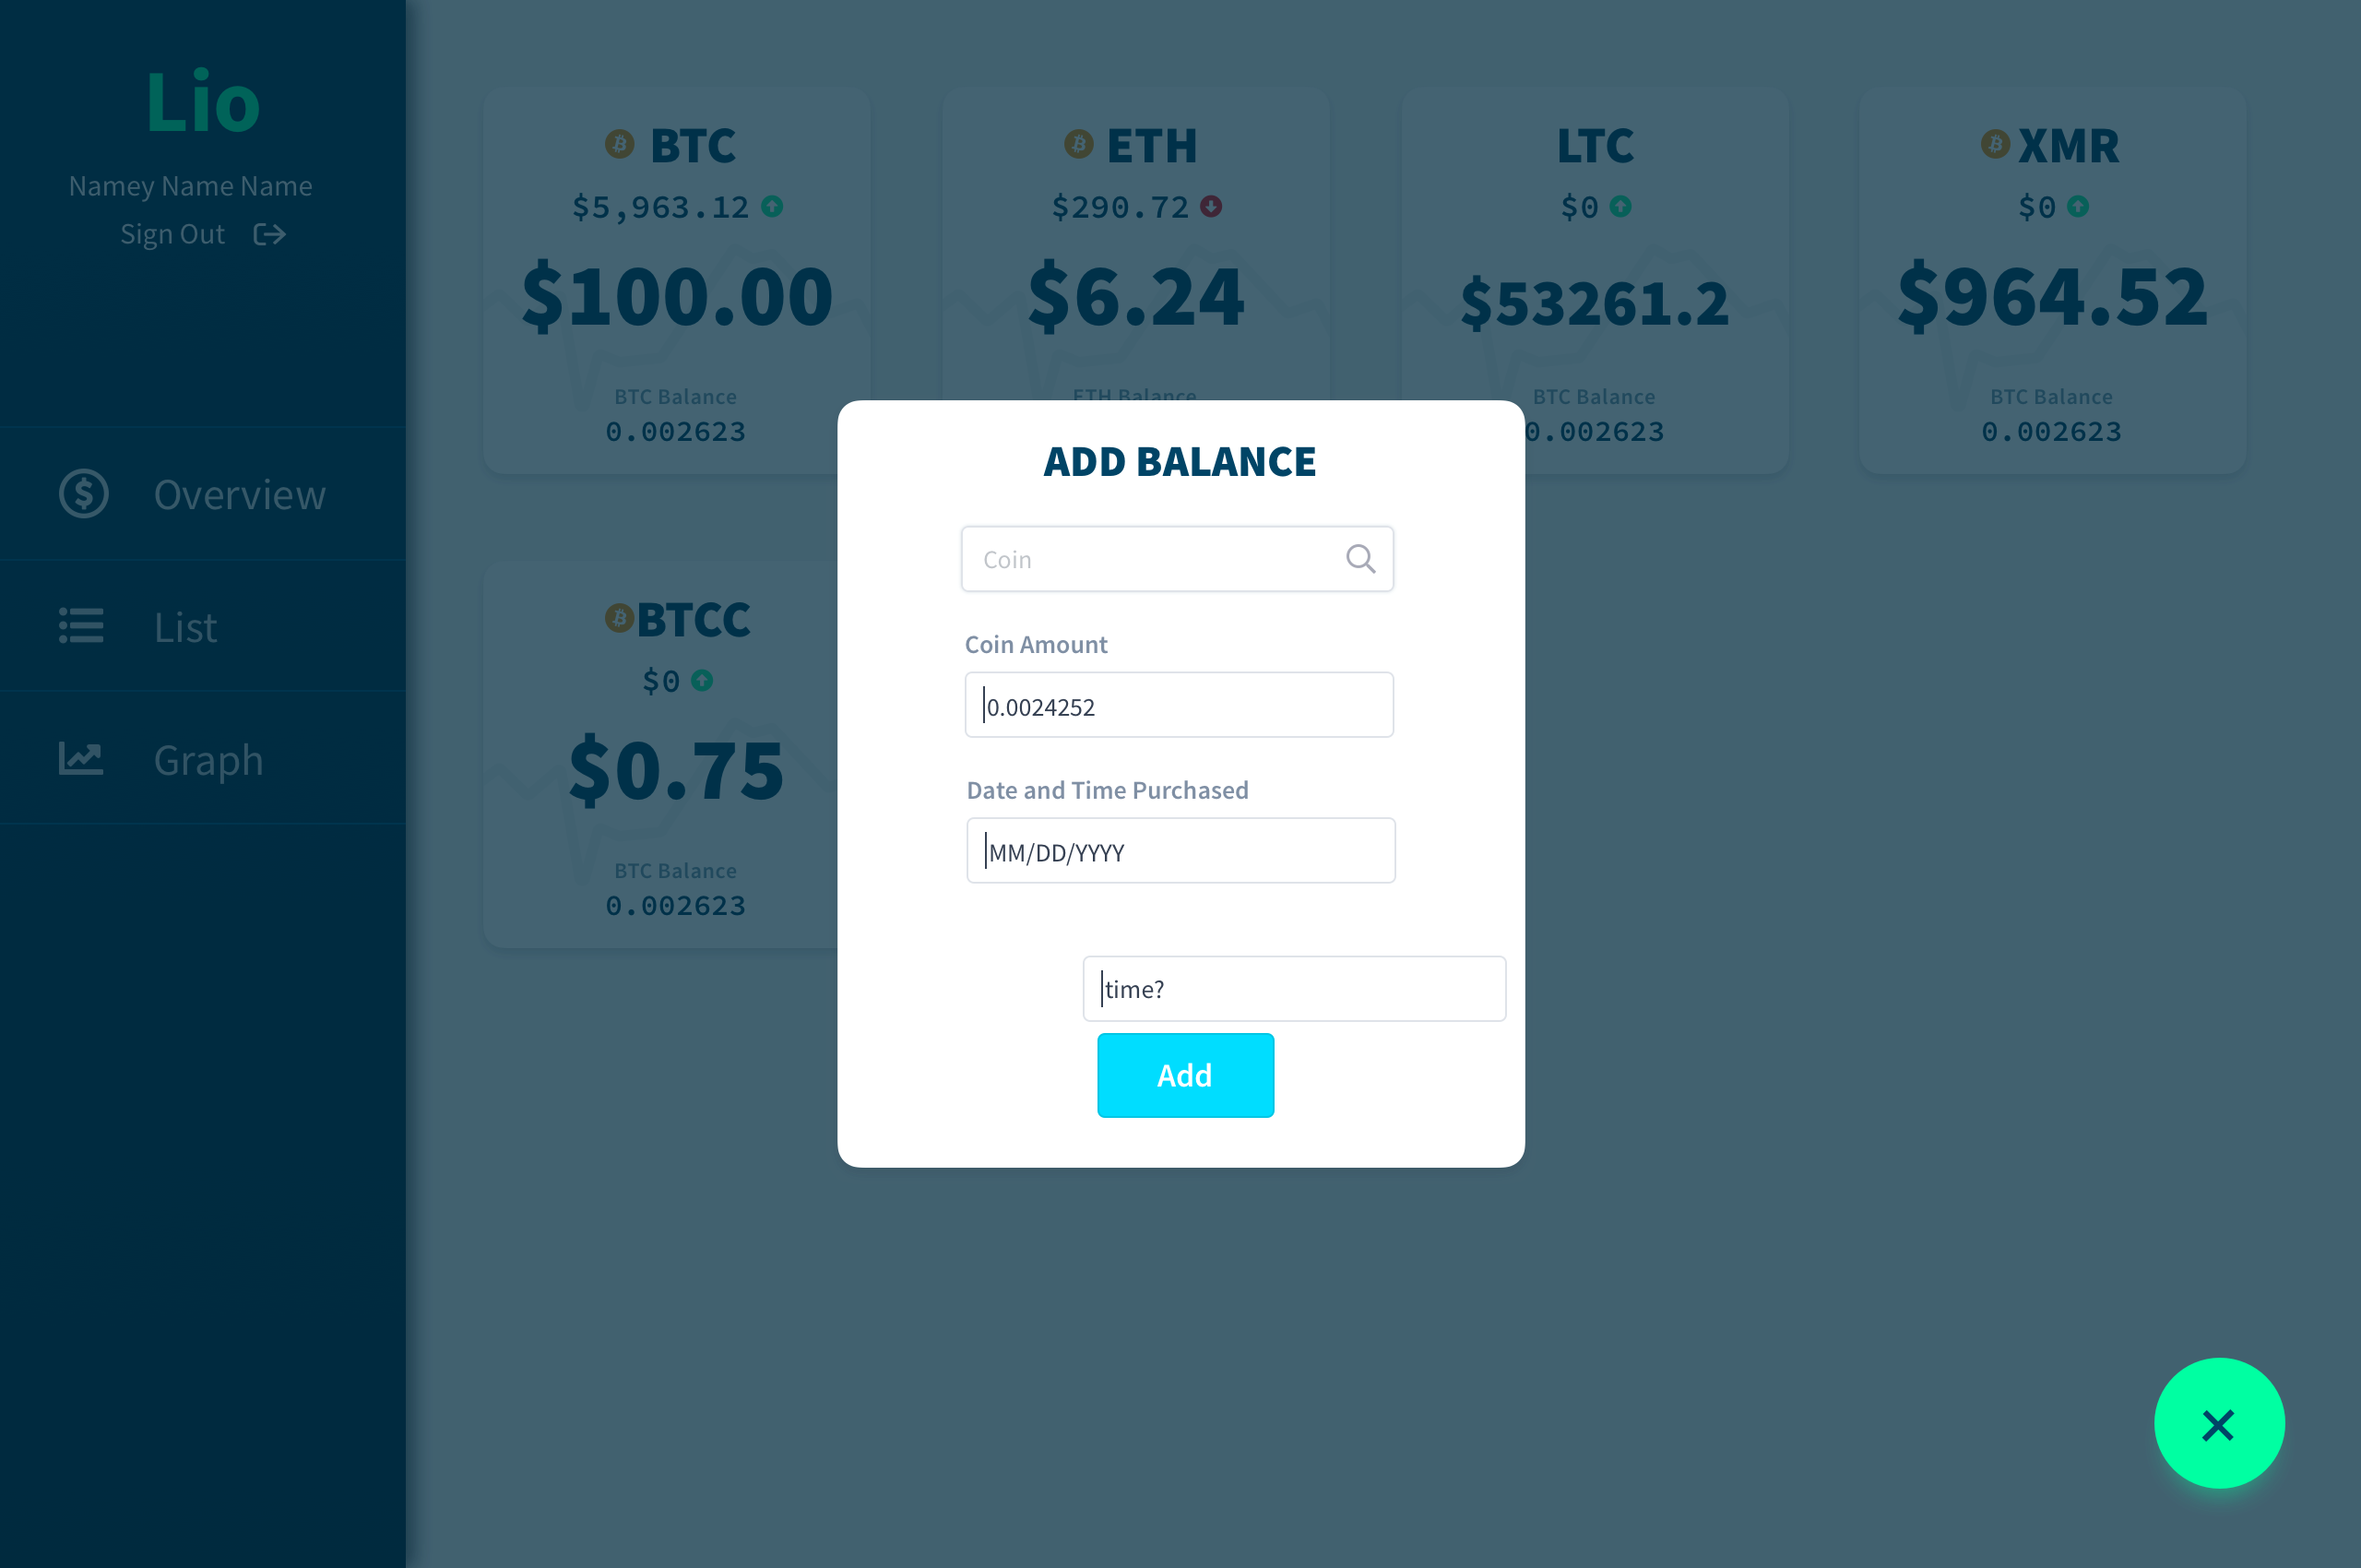 Lio
Namey Name Name
Sign Out
Overview
List
Graph
BTC
$5,963.12
$100.00
BTC Balance
0.002623
ETH
$290.72
$6.24
ETH Balance
LTC
$0
$53261.2
BTC Balance
0.002623
XMR
$0
$964.52
BTC Balance
0.002623
BTCC
$0
$0.75
BTC Balance
0.002623
ADD BALANCE
Coin
Coin Amount
0.0024252
Date and Time Purchased
MM/DD/YYYY
time?
Add